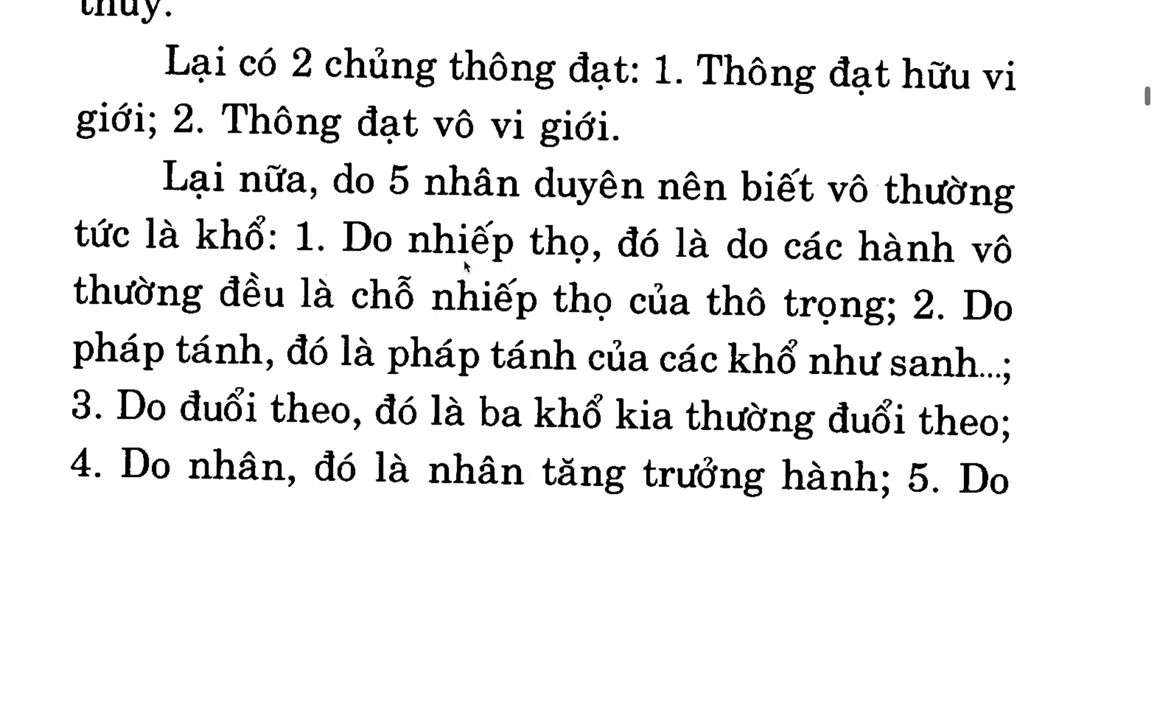 thủy.
Lại có 2 chủng thông đạt: 1. Thông đạt hữu vi
giới; 2. Thông đạt vô vi giới.
Lại nữa, do 5 nhân duyên nên biết vô thường
tức là khổ: 1. Do nhiếp thọ, đó là do các hành vô
thường đều là chỗ nhiếp thọ của thô trọng; 2. Do
pháp tánh, đó là pháp tánh của các khổ như sanh...;
3. Do đuổi theo, đó là ba khổ kia thường đuổi theo;
4. Do nhân, đó là nhân tăng trưởng hành; 5. Do